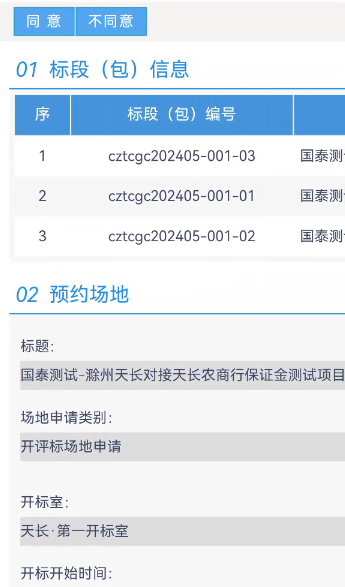 同 意 不同意
01 标段（包）信息
序 标段（包）编号
1 cztcgc202405-001-03 国泰测
2 cztcgc202405-001-01 国泰测
3 cztcgc202405-001-02 国泰测
02 预约场地
标题：
国泰测试-滁州天长对接天长农商行保证金测试项目
场地申请类别：
开评标场地申请
开标室：
天长·第一开标室
开标开始时间：